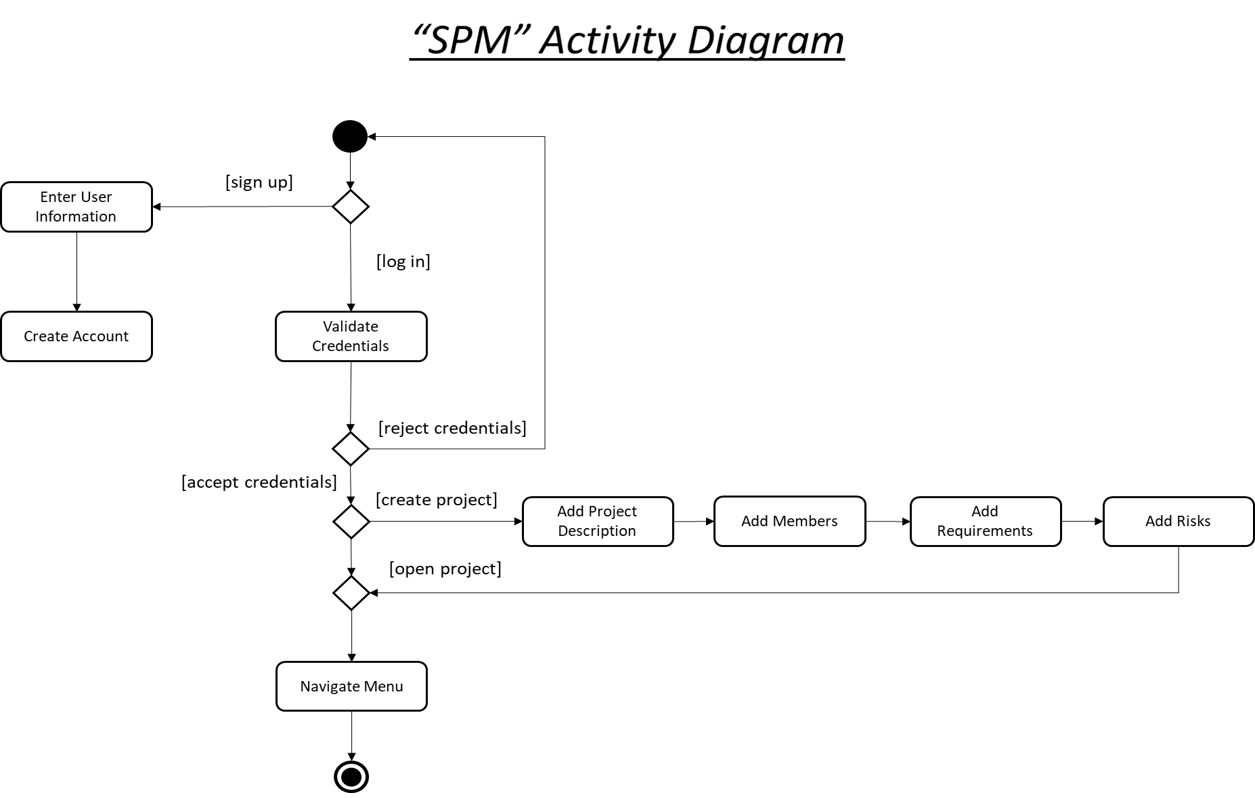 “SPM” Activity Diagram
[sign up]
Enter User
Information
[log in]
Create Account
Validate
Credentials
[reject credentials]
[accept credentials]
[create project]
Add Project
Description
Add Members
Add
Requirements
Add Risks
[open project]
Navigate Menu